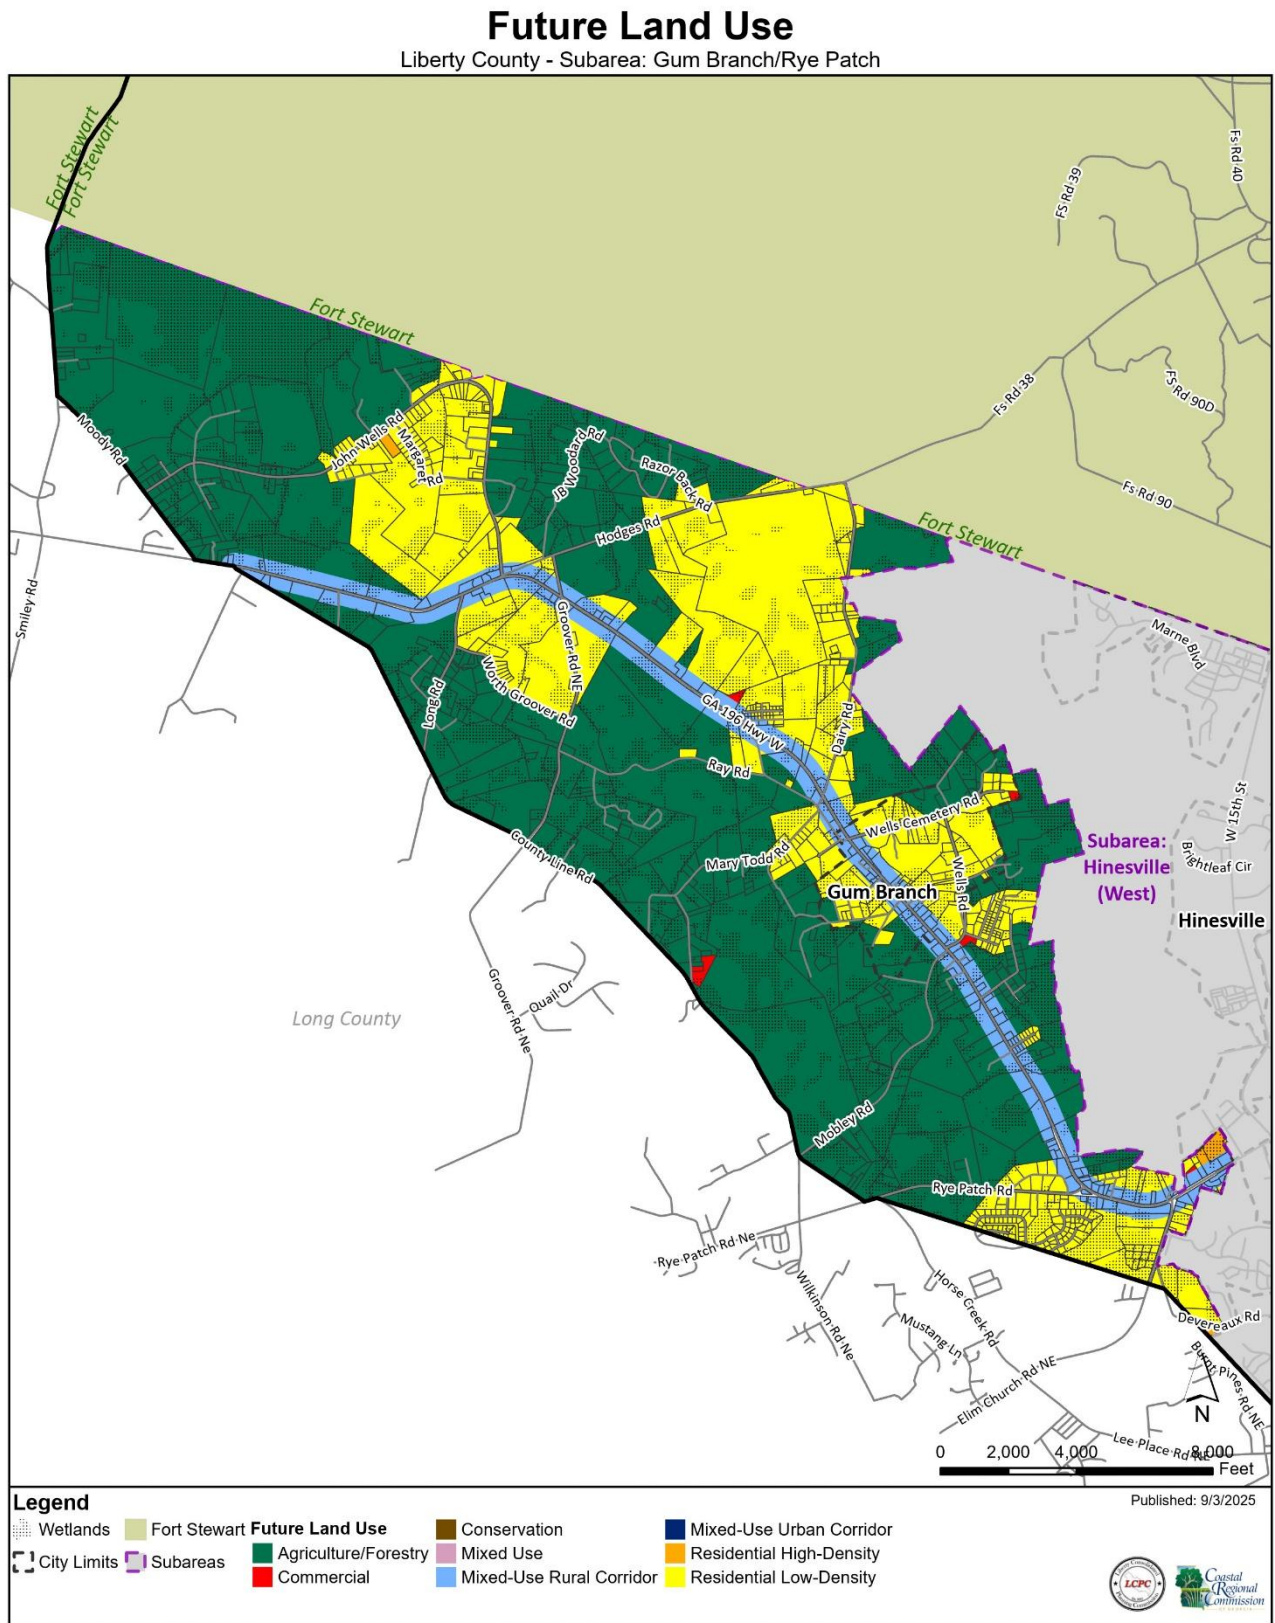 Future Land Use
Liberty County - Subarea: Gum Branch/Rye Patch
Fort Stewart
Fort Stewart
Fs Rd 40
FS Rd 39
Fort Stewart
Fs Rd 38
FS Rd 90D
Fs Rd 90
Moody Rd
John Wells Rd
Margaret Rd
JB Woodard Rd
Razor Back Rd
Hodges Rd
Fort Stewart
Smiley Rd
Marne Blvd
Groover Rd NE
Worth Groover Rd
Long Rd
GA 196 Hwy W
Dairy Rd
Ray Rd
W 15th St
Wells Cemetery Rd
County Line Rd
Mary Todd Rd
Brightleaf Cir
Subarea:
Hinesville
(West)
Wells Rd
Gum Branch
Hinesville
Long County
Groover Rd Ne
Quail Dr
Mobley Rd
Rye Patch Rd
Rye Patch Rd Ne
Wilkinson Rd Ne
Horse Creek Rd
Mustang Ln
Devereaux Rd
Elim Church Rd NE
Burnt Pines Rd NE
N
Lee Place Rd NE
0 2,000 4,000 8,000
Feet
Legend
Published: 9/3/2025
Wetlands Fort Stewart Future Land Use Conservation Mixed-Use Urban Corridor
City Limits Subareas Agriculture/Forestry Mixed Use Residential High-Density
Commercial Mixed-Use Rural Corridor Residential Low-Density
LCPC
Coastal
Regional
Commission